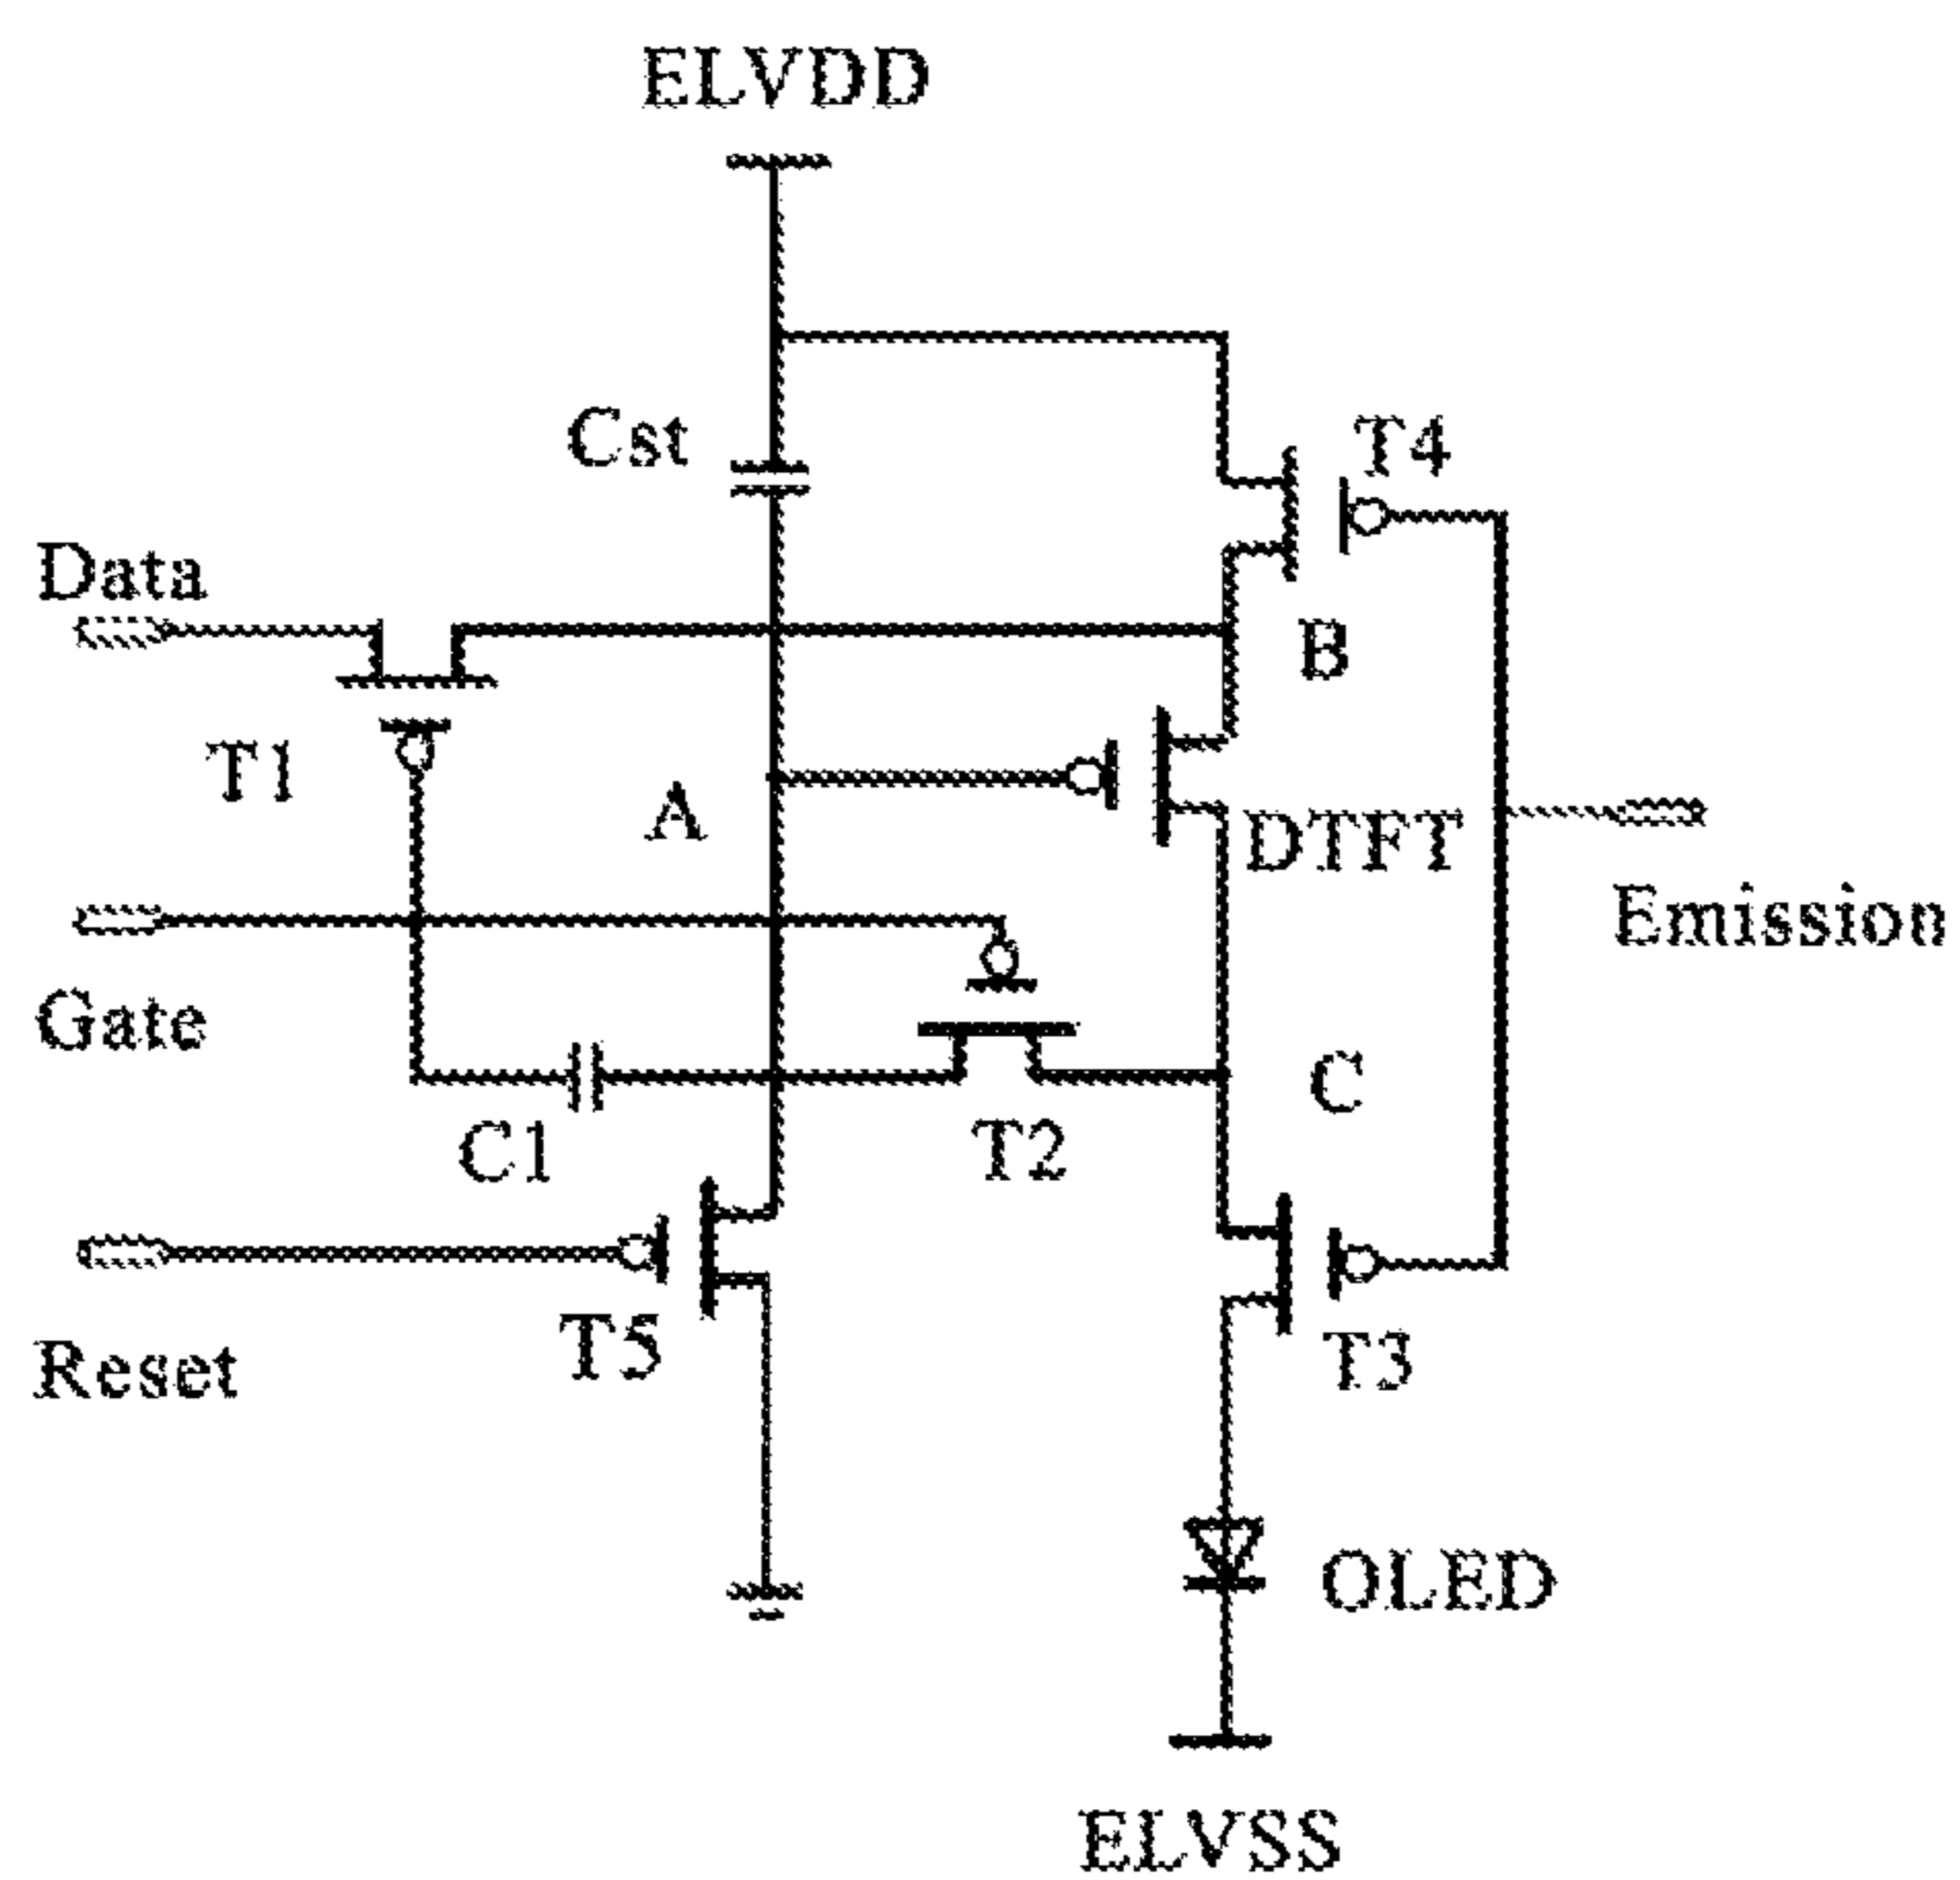 ELVDD
Cst
T4
Data
B
T1
A
DTFT
Emission
Gate
C
C1
T2
T5
T3
Reset
OLED
ELVSS